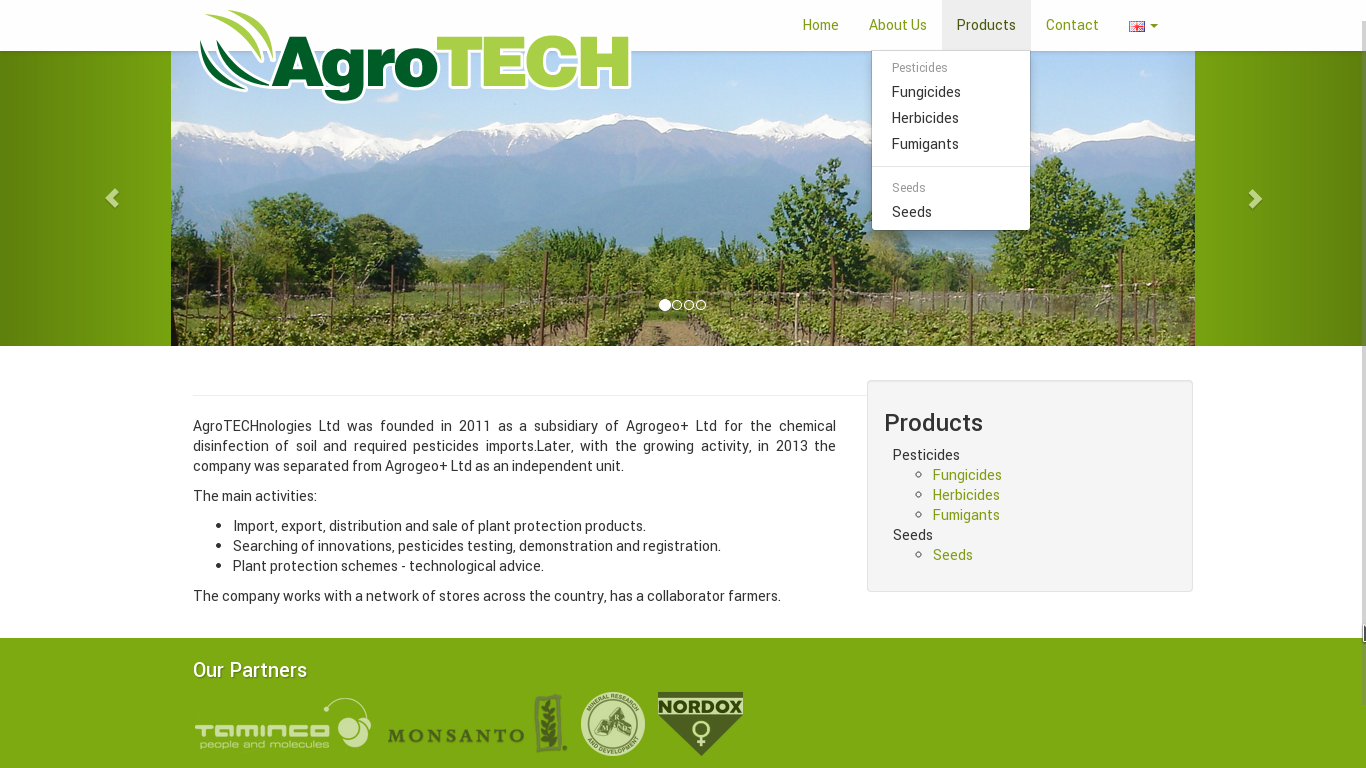 AgroTECH
Home
About Us
Products
Contact
Pesticides
Fungicides
Herbicides
Fumigants
Seeds
Seeds
AgroTECHnologies Ltd was founded in 2011 as a subsidiary of Agrogeo+ Ltd for the chemical
disinfection of soil and required pesticides imports.Later, with the growing activity, in 2013 the
company was separated from Agrogeo+ Ltd as an independent unit.
The main activities:
Import, export, distribution and sale of plant protection products.
Searching of innovations, pesticides testing, demonstration and registration.
Plant protection schemes - technological advice.
The company works with a network of stores across the country, has a collaborator farmers.
Products
Pesticides
Fungicides
Herbicides
Fumigants
Seeds
Seeds
Our Partners
TAMINCO
people and molecules
MONSANTO
MINERAL RESEARCH
AND DEVELOPMENT
NORDOX